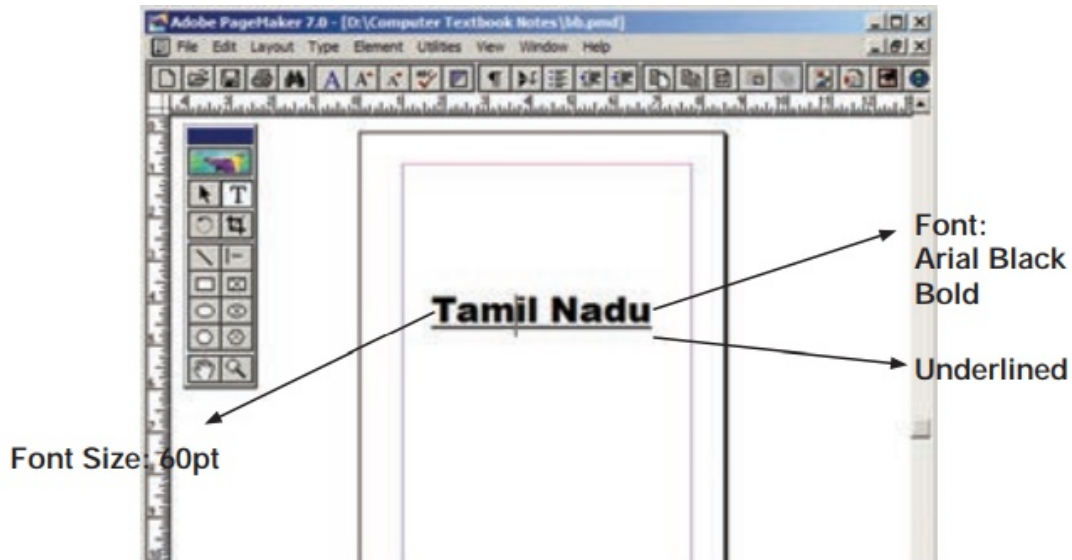 Adobe PageMaker 7.0 - [D:\Computer Textbook Notes\bb.pmd]
File Edit Layout Type Element Utilities View Window Help
Tamil Nadu
Font:
Arial Black
Bold
Underlined
Font Size: 60pt